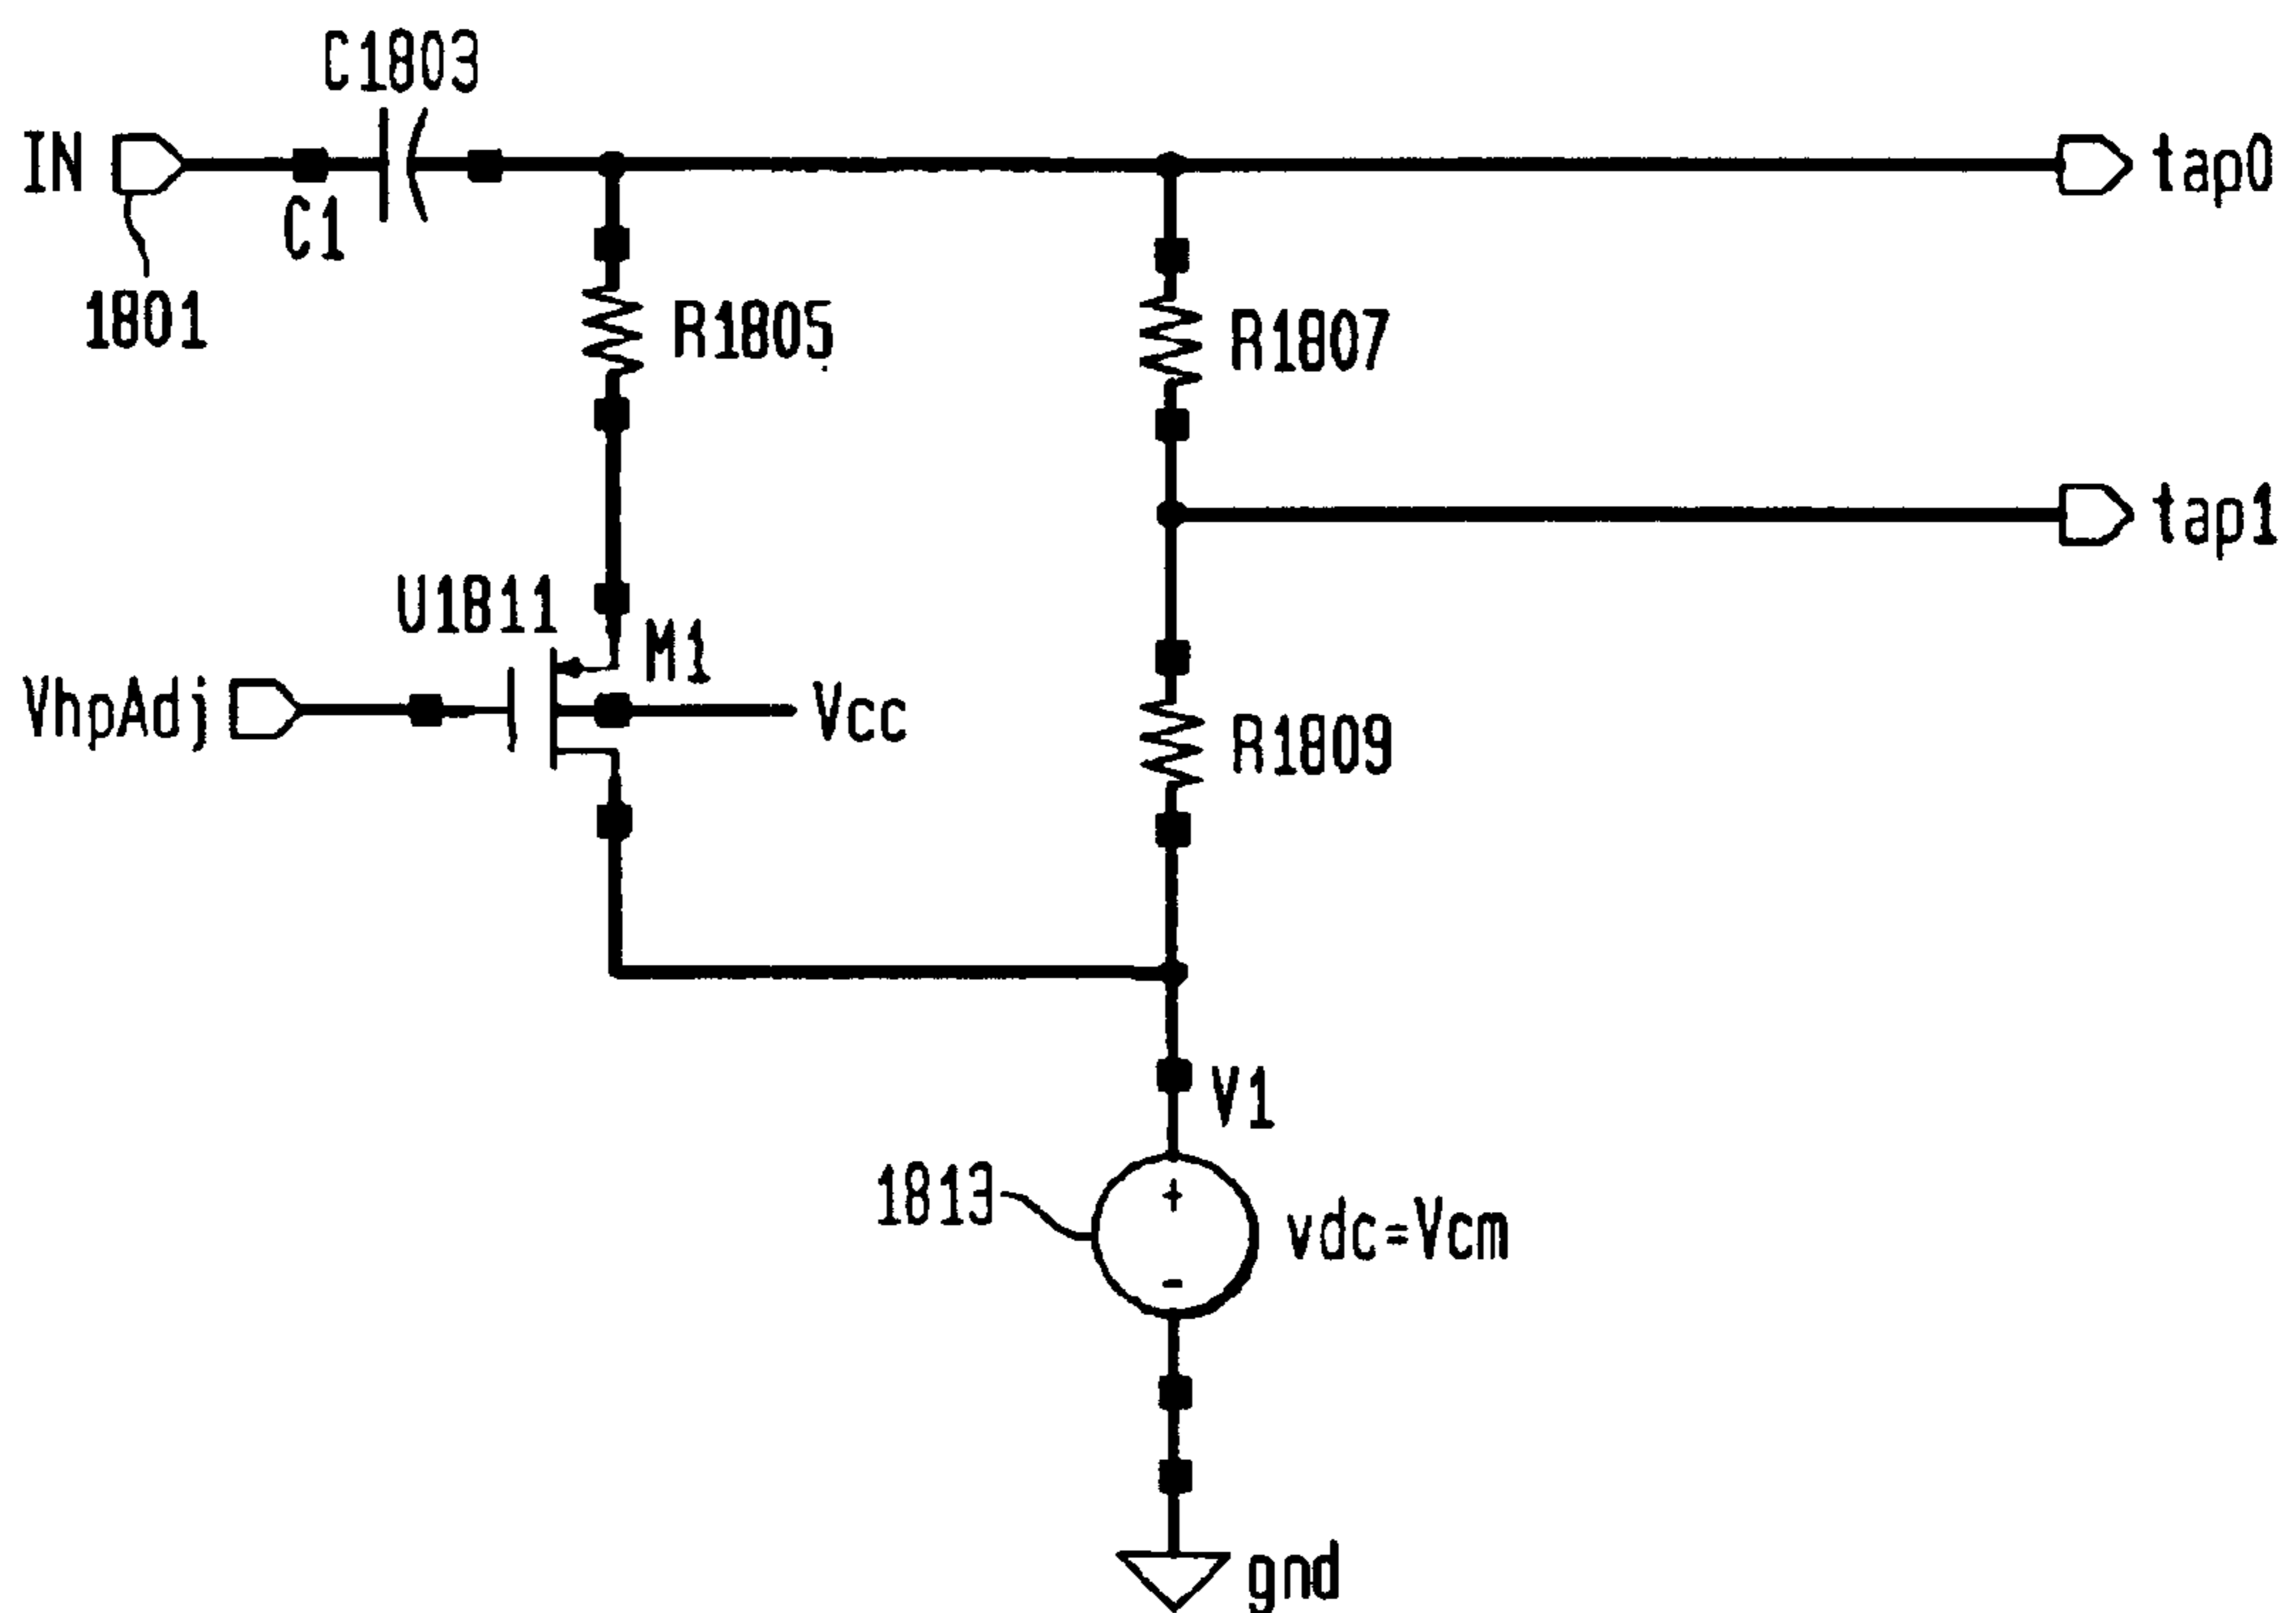 C1803
IN
tap0
C1
1801
R1805
R1807
tap1
U1811
M1
VhpAdj
Vcc
R1809
V1
1813
+
vdc=Vcm
-
gnd